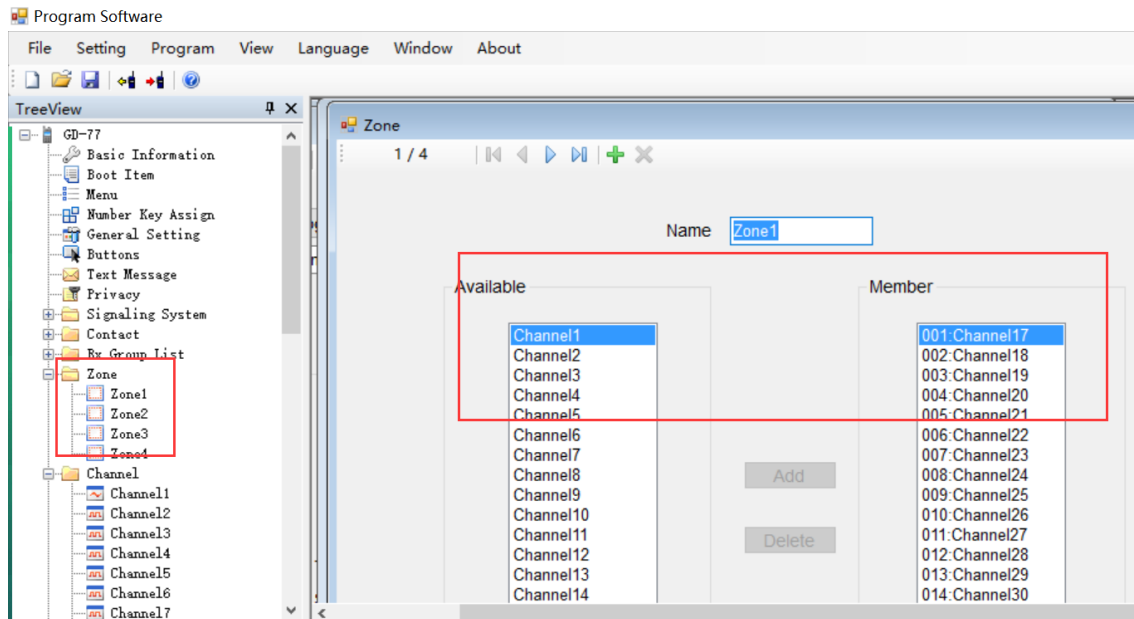 Program Software
File Setting Program View Language Window About
TreeView
GD-77
Basic Information
Boot Item
Menu
Number Key Assign
General Setting
Buttons
Text Message
Privacy
Signaling System
Contact
Rx Group List
Zone
Zone1
Zone2
Zone3
Zone4
Channel
Channel1
Channel2
Channel3
Channel4
Channel5
Channel6
Channel7
Zone
1 / 4
Name Zone1
Available
Channel1
Channel2
Channel3
Channel4
Channel5
Channel6
Channel7
Channel8
Channel9
Channel10
Channel11
Channel12
Channel13
Channel14
Add
Delete
Member
001:Channel17
002:Channel18
003:Channel19
004:Channel20
005:Channel21
006:Channel22
007:Channel23
008:Channel24
009:Channel25
010:Channel26
011:Channel27
012:Channel28
013:Channel29
014:Channel30